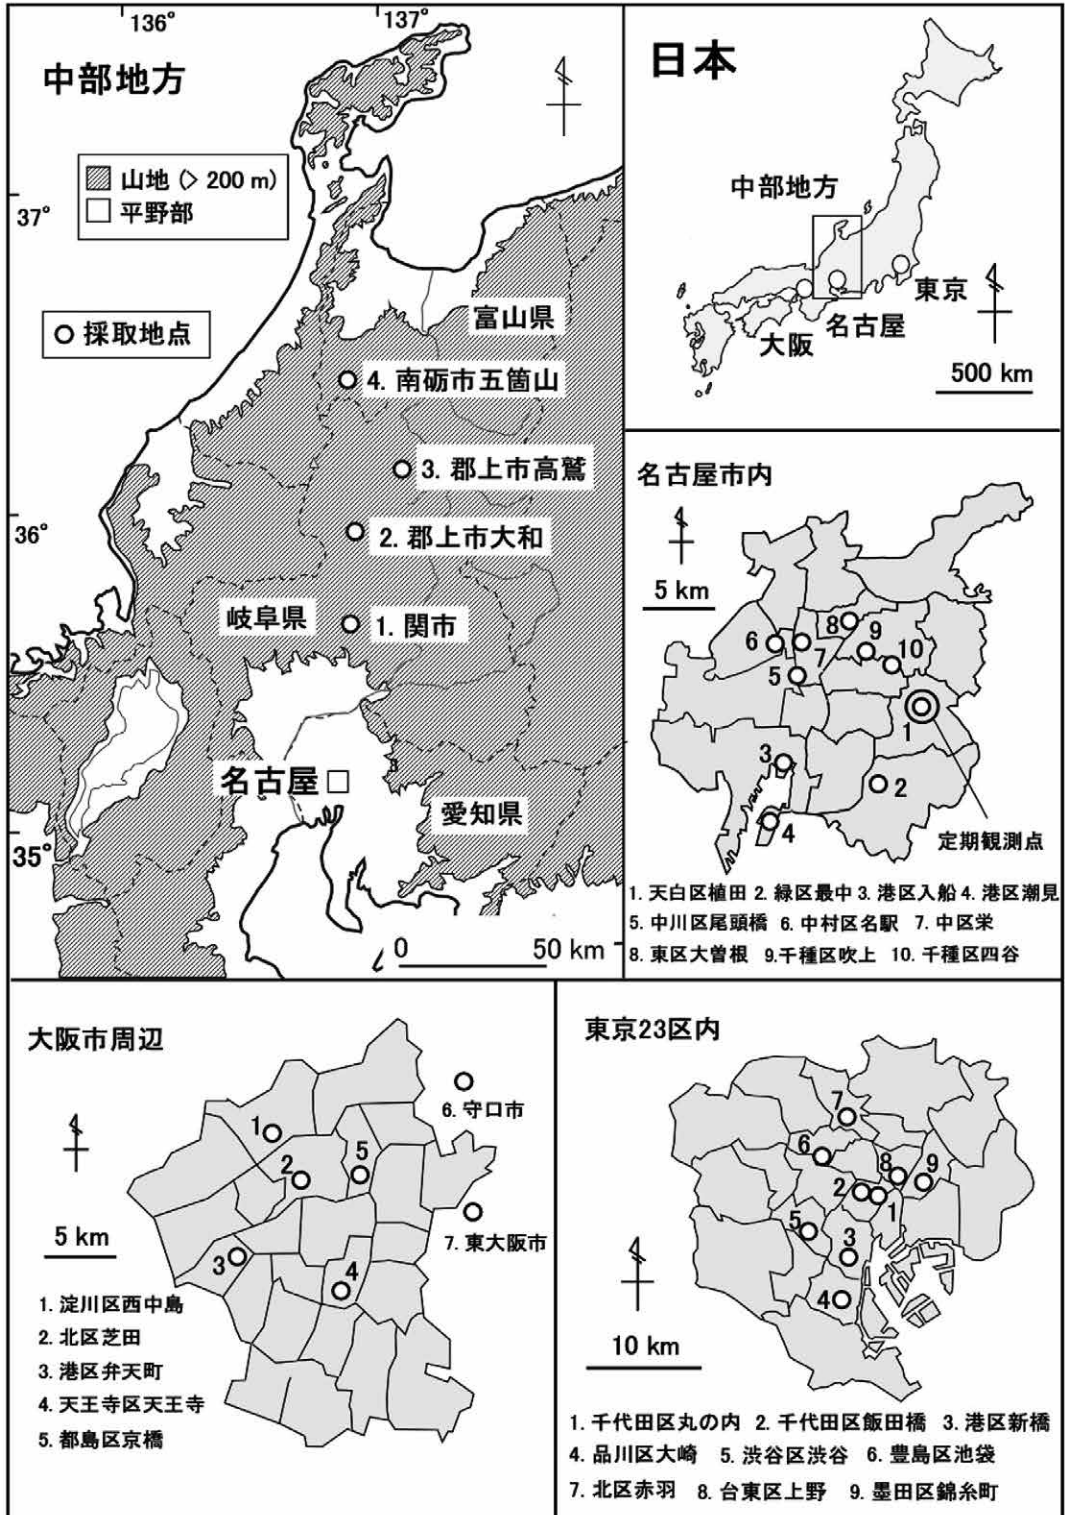 136°
137°
中部地方
山地 (> 200 m)
平野部
37°
採取地点
富山県
4. 南砺市五箇山
3. 郡上市高鷲
36°
2. 郡上市大和
岐阜県
1. 関市
名古屋
愛知県
35°
0 50 km
日本
中部地方
東京
名古屋
大阪
500 km
名古屋市内
5 km
8
9
6
7
10
5
1
3
2
4
定期観測点
1. 天白区植田 2. 緑区最中 3. 港区入船 4. 港区潮見
5. 中川区尾頭橋 6. 中村区名駅 7. 中区栄
8. 東区大曽根 9.千種区吹上 10. 千種区四谷
大阪市周辺
6. 守口市
1
5
2
7. 東大阪市
5 km
3
4
1. 淀川区西中島
2. 北区芝田
3. 港区弁天町
4. 天王寺区天王寺
5. 都島区京橋
東京23区内
7
6
8
9
2
1
5
3
4
10 km
1. 千代田区丸の内 2. 千代田区飯田橋 3. 港区新橋
4. 品川区大崎 5. 渋谷区渋谷 6. 豊島区池袋
7. 北区赤羽 8. 台東区上野 9. 墨田区錦糸町